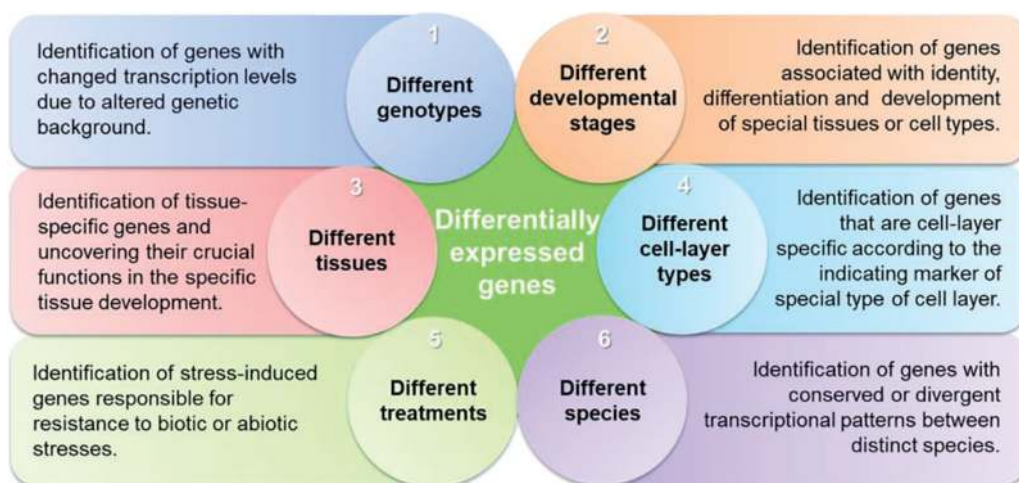 Identification of genes with
changed transcription levels
due to altered genetic
background.
1
Different
genotypes
2
Different
developmental
stages
Identification of genes
associated with identity,
differentiation and development
of special tissues or cell types.
Identification of tissue-
specific genes and
uncovering their crucial
functions in the specific
tissue development.
3
Different
tissues
Differentially
expressed
genes
4
Different
cell-layer
types
Identification of genes
that are cell-layer
specific according to the
indicating marker of
special type of cell layer.
Identification of stress-induced
genes responsible for
resistance to biotic or abiotic
stresses.
5
Different
treatments
6
Different
species
Identification of genes with
conserved or divergent
transcriptional patterns between
distinct species.